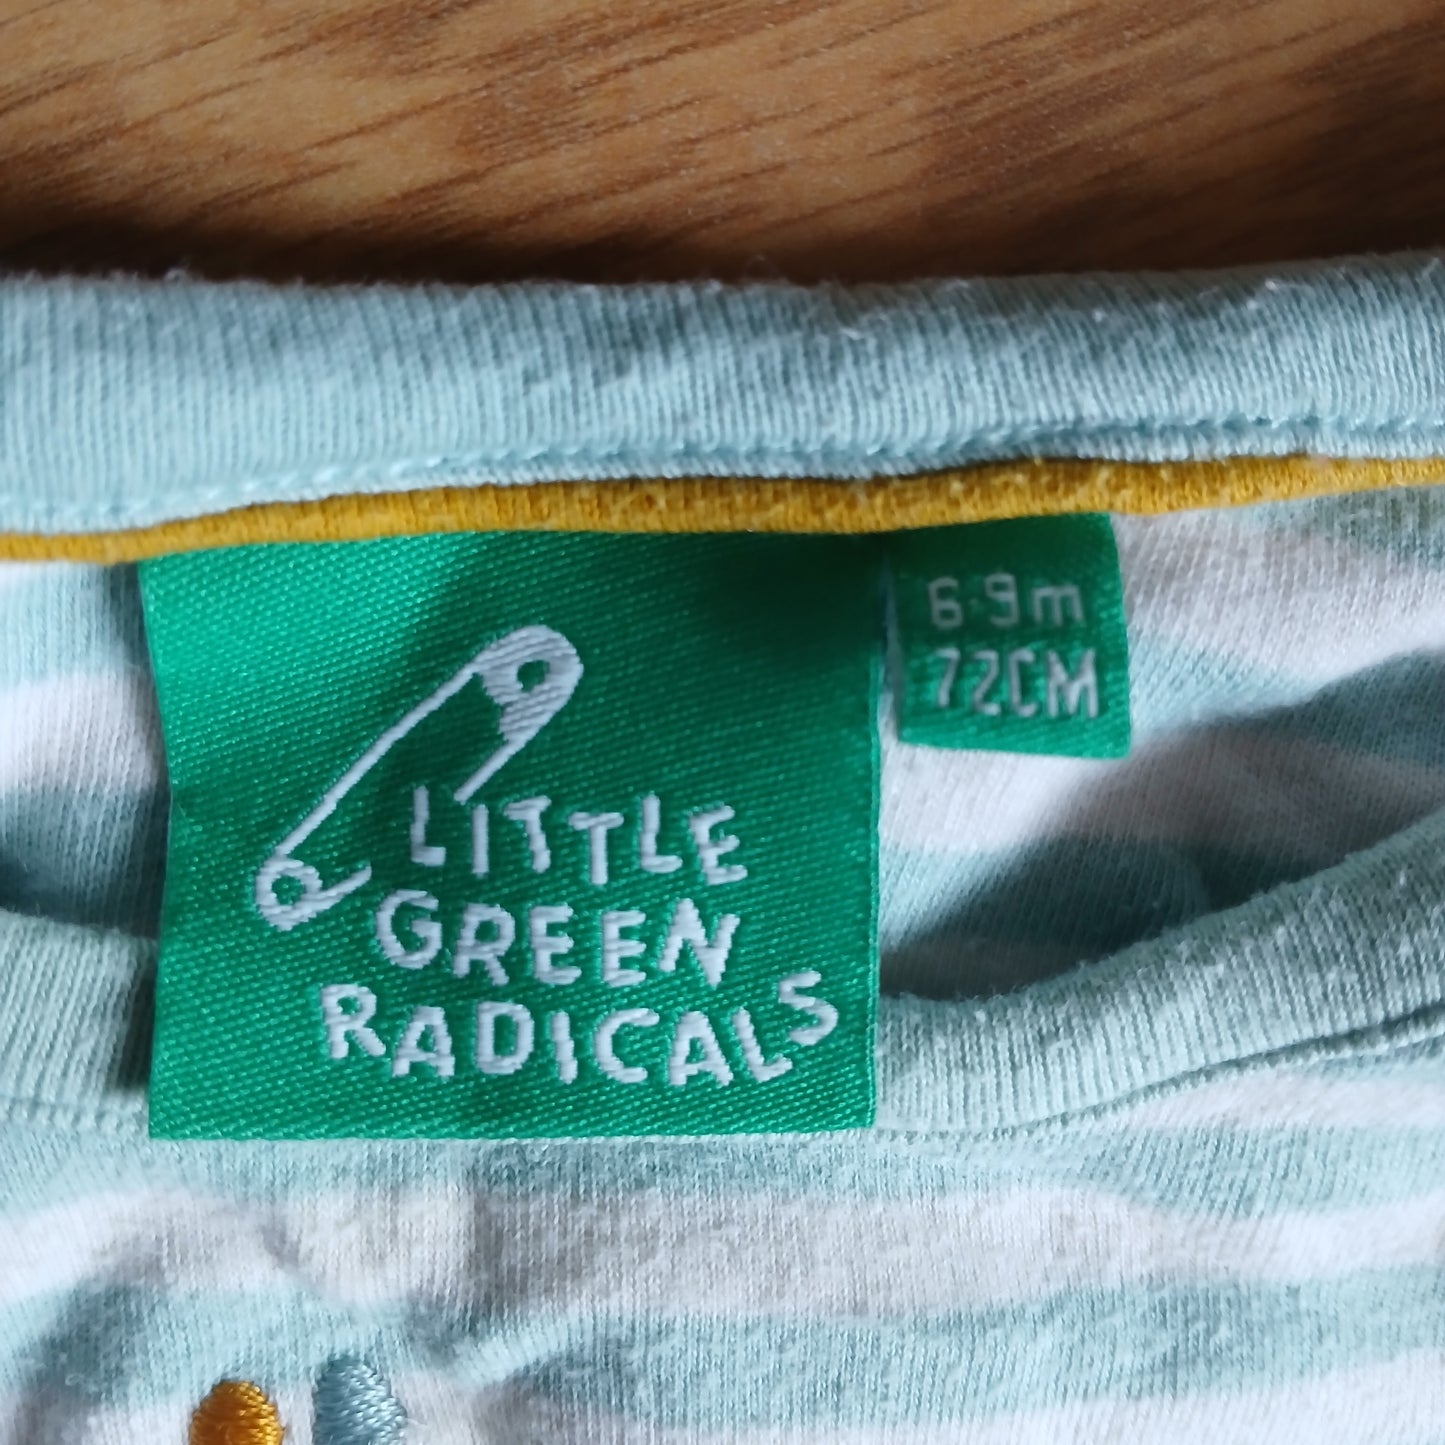 LITTLE
GREEN
RADICALS
6-9m
72CM